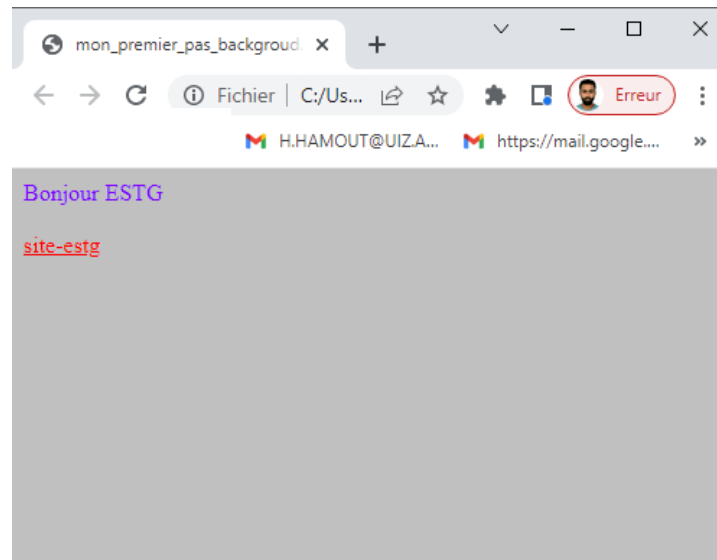 mon_premier_pas_backgroud.
Fichier | C:/Us... Erreur
H.HAMOUT@UIZ.A... https://mail.google.... »
Bonjour ESTG
site-estg